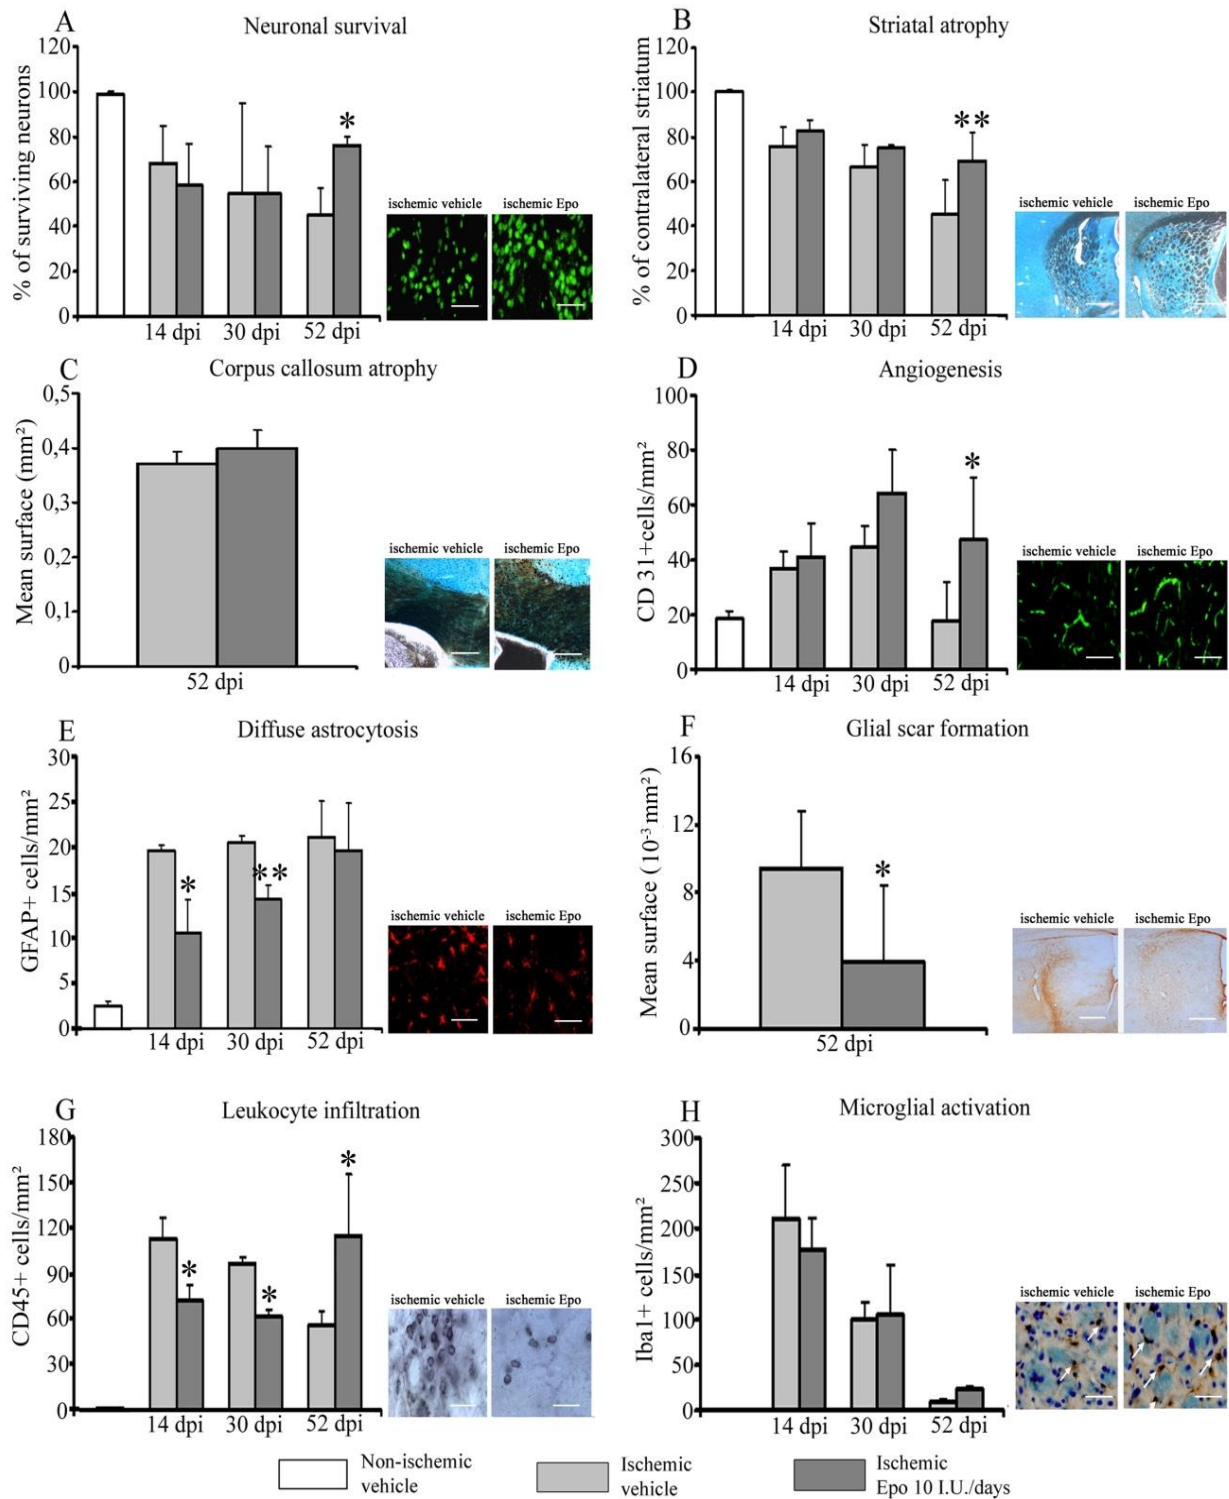 A
Neuronal survival
% of surviving neurons
120
100
80
60
40
20
0
*
14 dpi 30 dpi 52 dpi
ischemic vehicle ischemic Epo
B
Striatal atrophy
% of contralateral striatum
120
100
80
60
40
20
0
**
14 dpi 30 dpi 52 dpi
ischemic vehicle ischemic Epo
C
Corpus callosum atrophy
Mean surface (mm²)
0,5
0,4
0,3
0,2
0,1
0
52 dpi
ischemic vehicle ischemic Epo
D
Angiogenesis
CD 31+cells/mm²
100
80
60
40
20
0
*
14 dpi 30 dpi 52 dpi
ischemic vehicle ischemic Epo
E
Diffuse astrocytosis
GFAP+ cells/mm²
30
25
20
15
10
5
0
*
**
14 dpi 30 dpi 52 dpi
ischemic vehicle ischemic Epo
F
Glial scar formation
Mean surface (10⁻³ mm²)
16
12
8
4
0
*
52 dpi
ischemic vehicle ischemic Epo
G
Leukocyte infiltration
CD45+ cells/mm²
180
150
120
90
60
30
0
*
*
*
14 dpi 30 dpi 52 dpi
ischemic vehicle ischemic Epo
H
Microglial activation
Iba1+ cells/mm²
300
250
200
150
100
50
0
14 dpi 30 dpi 52 dpi
ischemic vehicle ischemic Epo
Non-ischemic
vehicle
Ischemic
vehicle
Ischemic
Epo 10 I.U./days